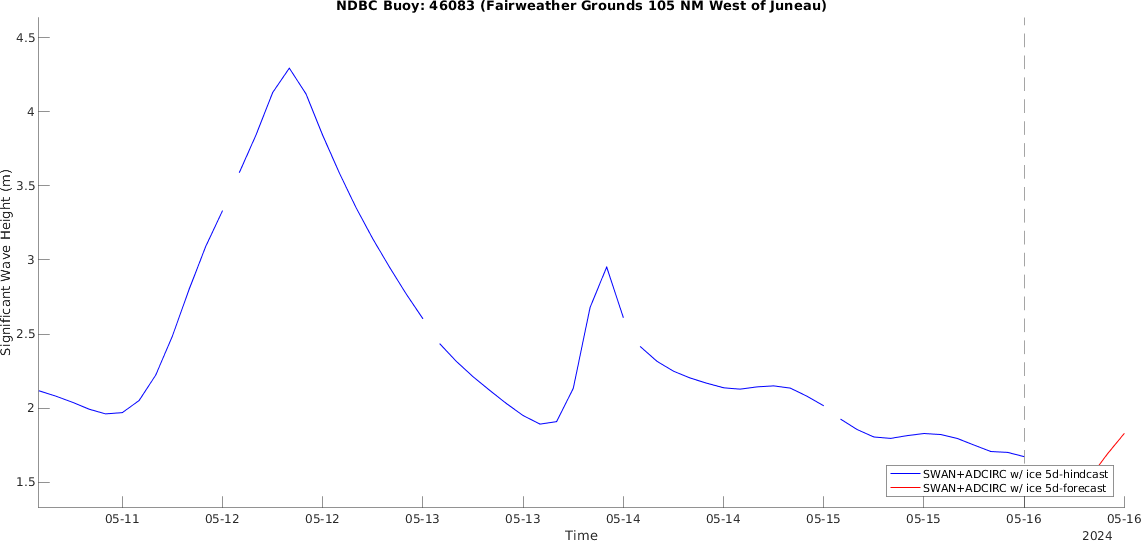 NDBC Buoy: 46083 (Fairweather Grounds 105 NM West of Juneau)
4.5
4
3.5
3
2.5
2
1.5
Significant Wave Height (m)
SWAN+ADCIRC w/ ice 5d-hindcast
SWAN+ADCIRC w/ ice 5d-forecast
05-11 05-12 05-12 05-13 05-13 05-14 05-14 05-15 05-15 05-16 05-16
Time
2024